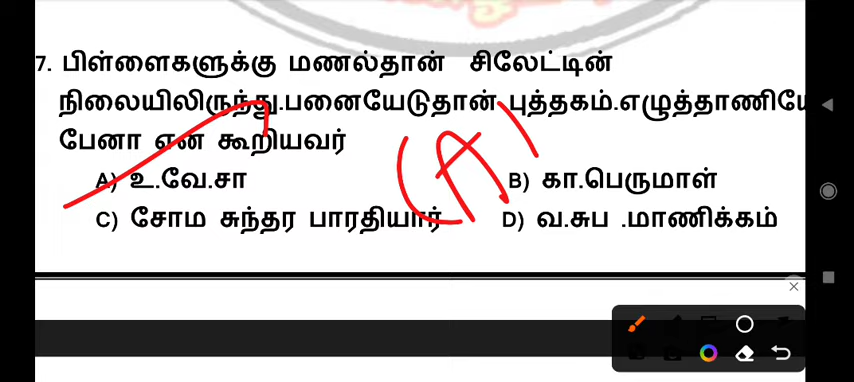 7. பிள்ளைகளுக்கு மணல்தான் சிலேட்டின்
நிலையிலிருந்து.பனையேடுதான் புத்தகம்.எழுத்தாணியே
பேனா என கூறியவர்
A) உ.வே.சா B) கா.பெருமாள்
(A)
C) சோம சுந்தர பாரதியார் D) வ.சுப .மாணிக்கம்